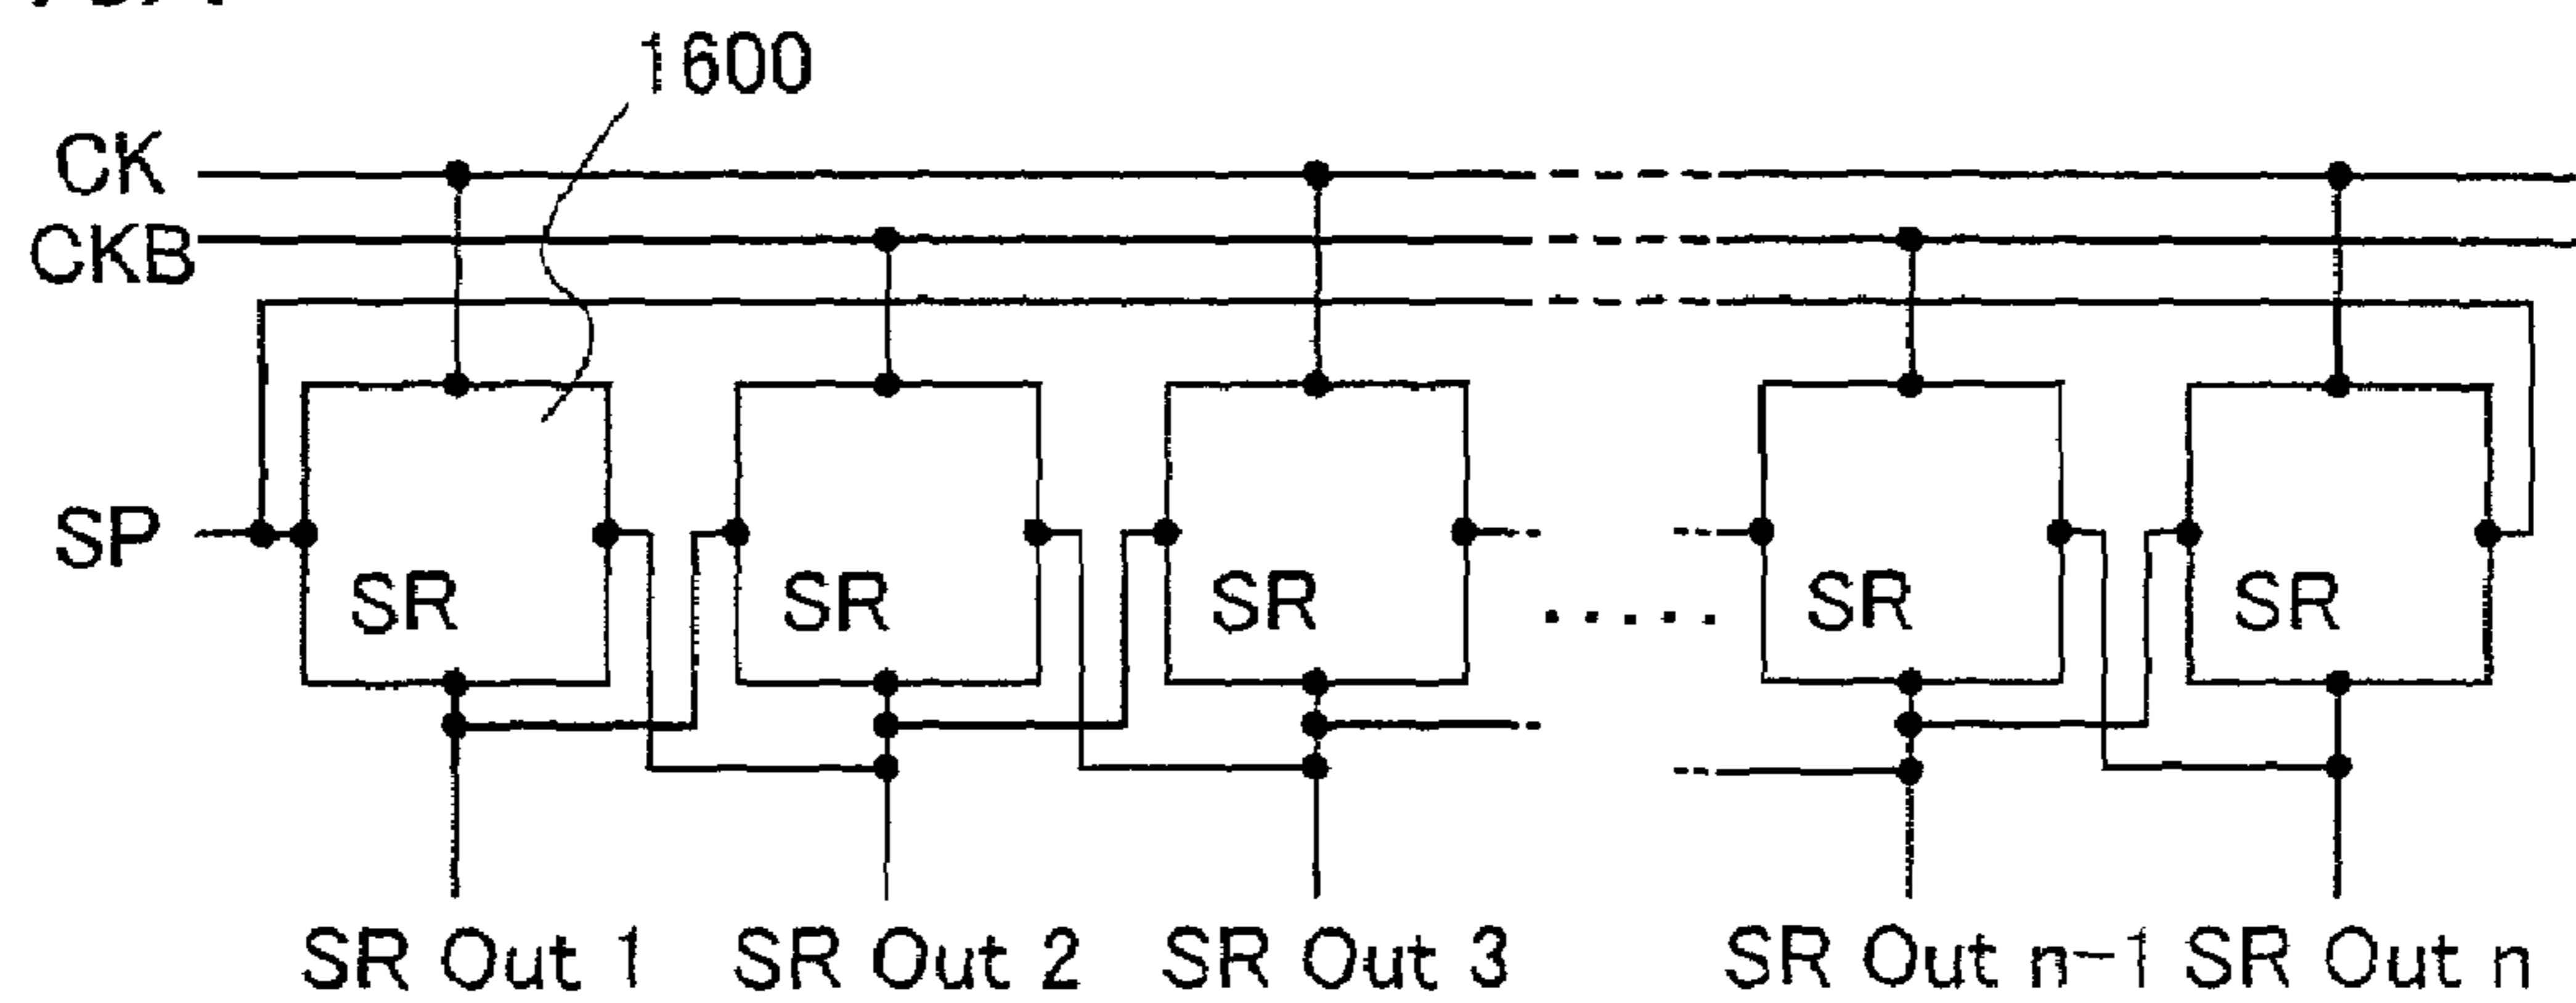 1600
CK
CKB
SP
SR SR SR ..... SR SR
SR Out 1 SR Out 2 SR Out 3 SR Out n-1 SR Out n